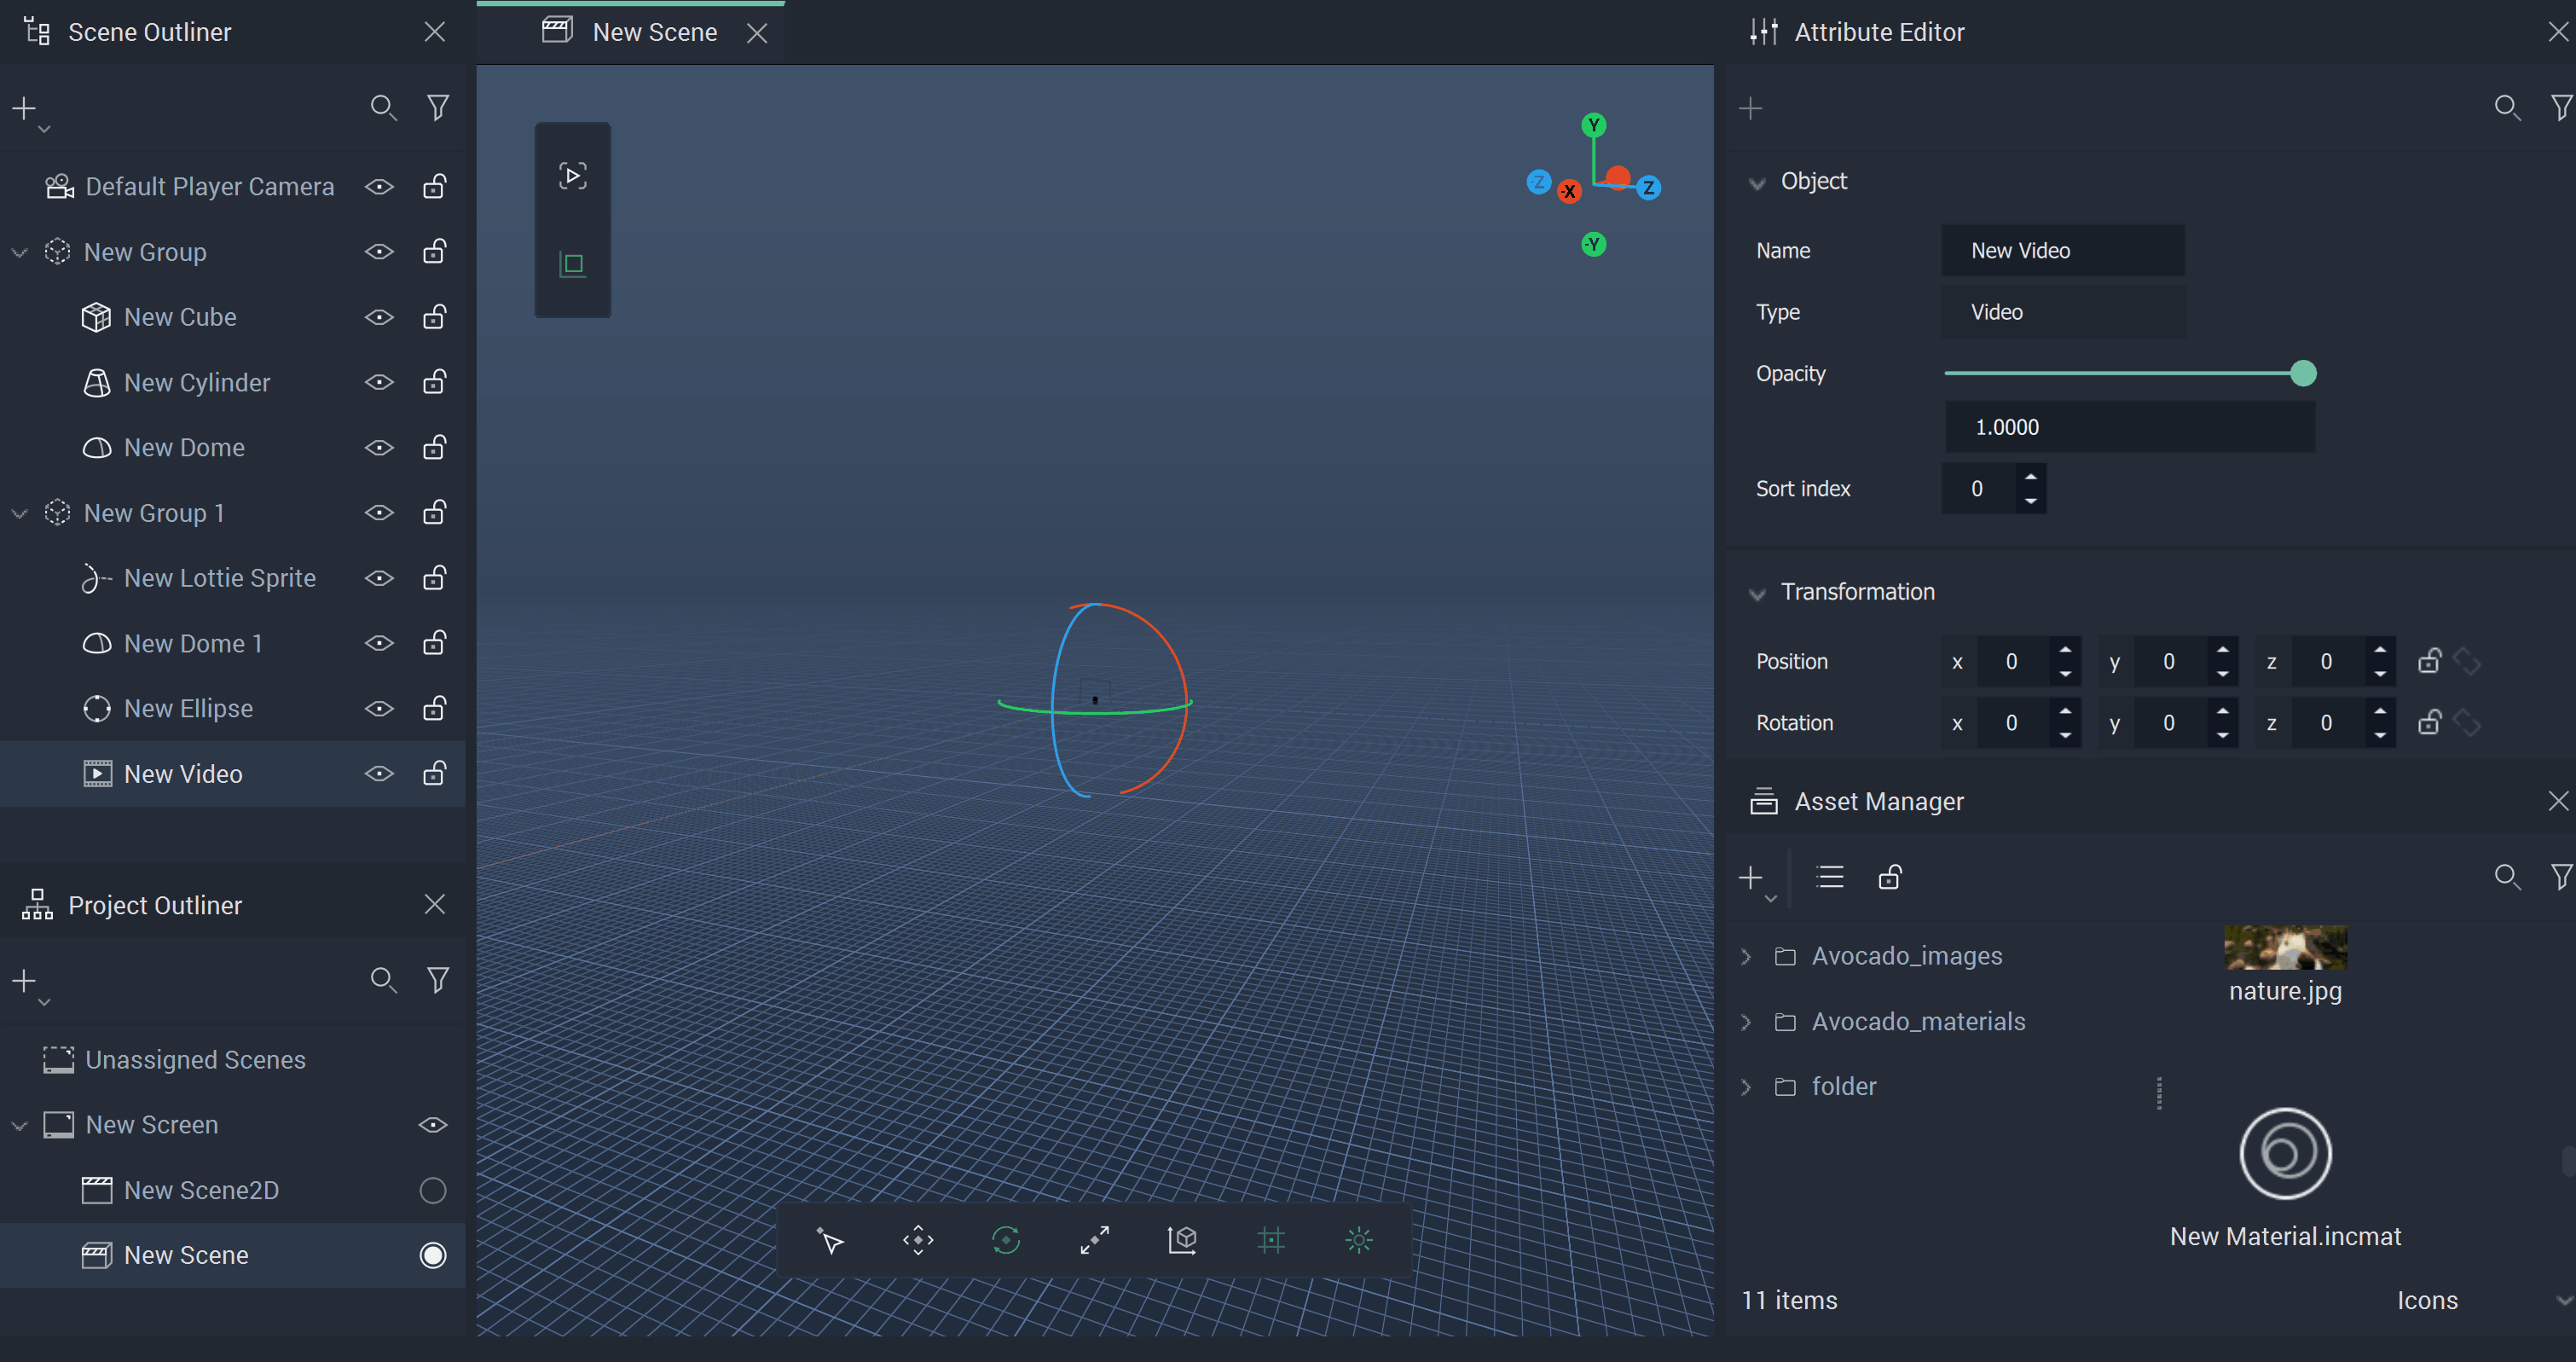 Scene Outliner
Default Player Camera
New Group
New Cube
New Cylinder
New Dome
New Group 1
New Lottie Sprite
New Dome 1
New Ellipse
New Video
Project Outliner
Unassigned Scenes
New Screen
New Scene2D
New Scene
New Scene
Y
-Z
-X
Z
-Y
Attribute Editor
Object
Name New Video
Type Video
Opacity
1.0000
Sort index 0
Transformation
Position x 0 y 0 z 0
Rotation x 0 y 0 z 0
Asset Manager
Avocado_images
Avocado_materials
folder
nature.jpg
New Material.incmat
11 items Icons